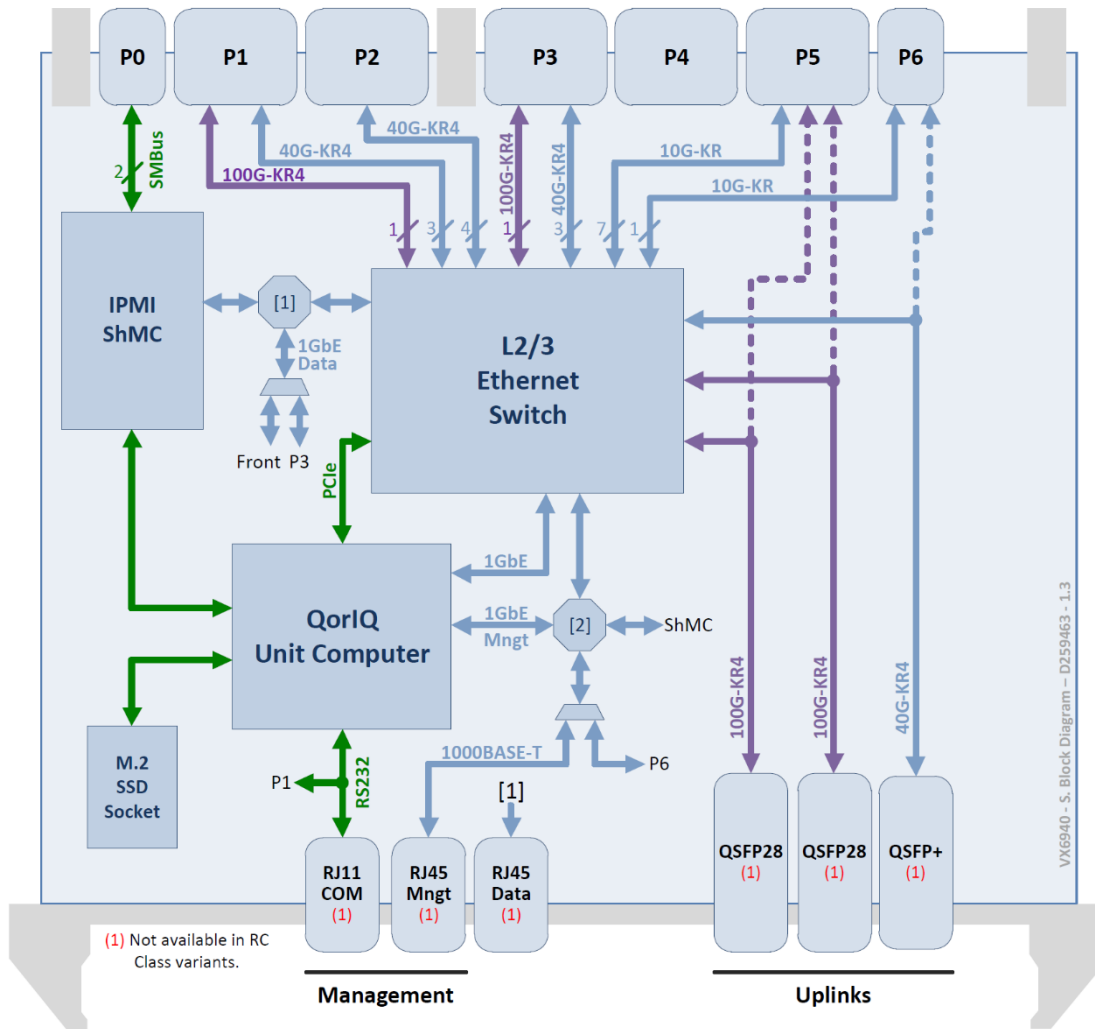 P0
P1
P2
P3
P4
P5
P6
SMBus
2
40G-KR4
40G-KR4
100G-KR4
100G-KR4
40G-KR4
10G-KR
10G-KR
1
3
4
1
3
7
1
IPMI
ShMC
[1]
1GbE
Data
Front P3
L2/3
Ethernet
Switch
PCIe
1GbE
QorIQ
Unit Computer
1GbE
Mngt
[2]
ShMC
M.2
SSD
Socket
P1
RS232
1000BASE-T
P6
[1]
100G-KR4
100G-KR4
40G-KR4
RJ11
COM
(1)
RJ45
Mngt
(1)
RJ45
Data
(1)
QSFP28
(1)
QSFP28
(1)
QSFP+
(1)
VX6940 - S. Block Diagram – D259463 - 1.3
(1) Not available in RC
Class variants.
Management
Uplinks